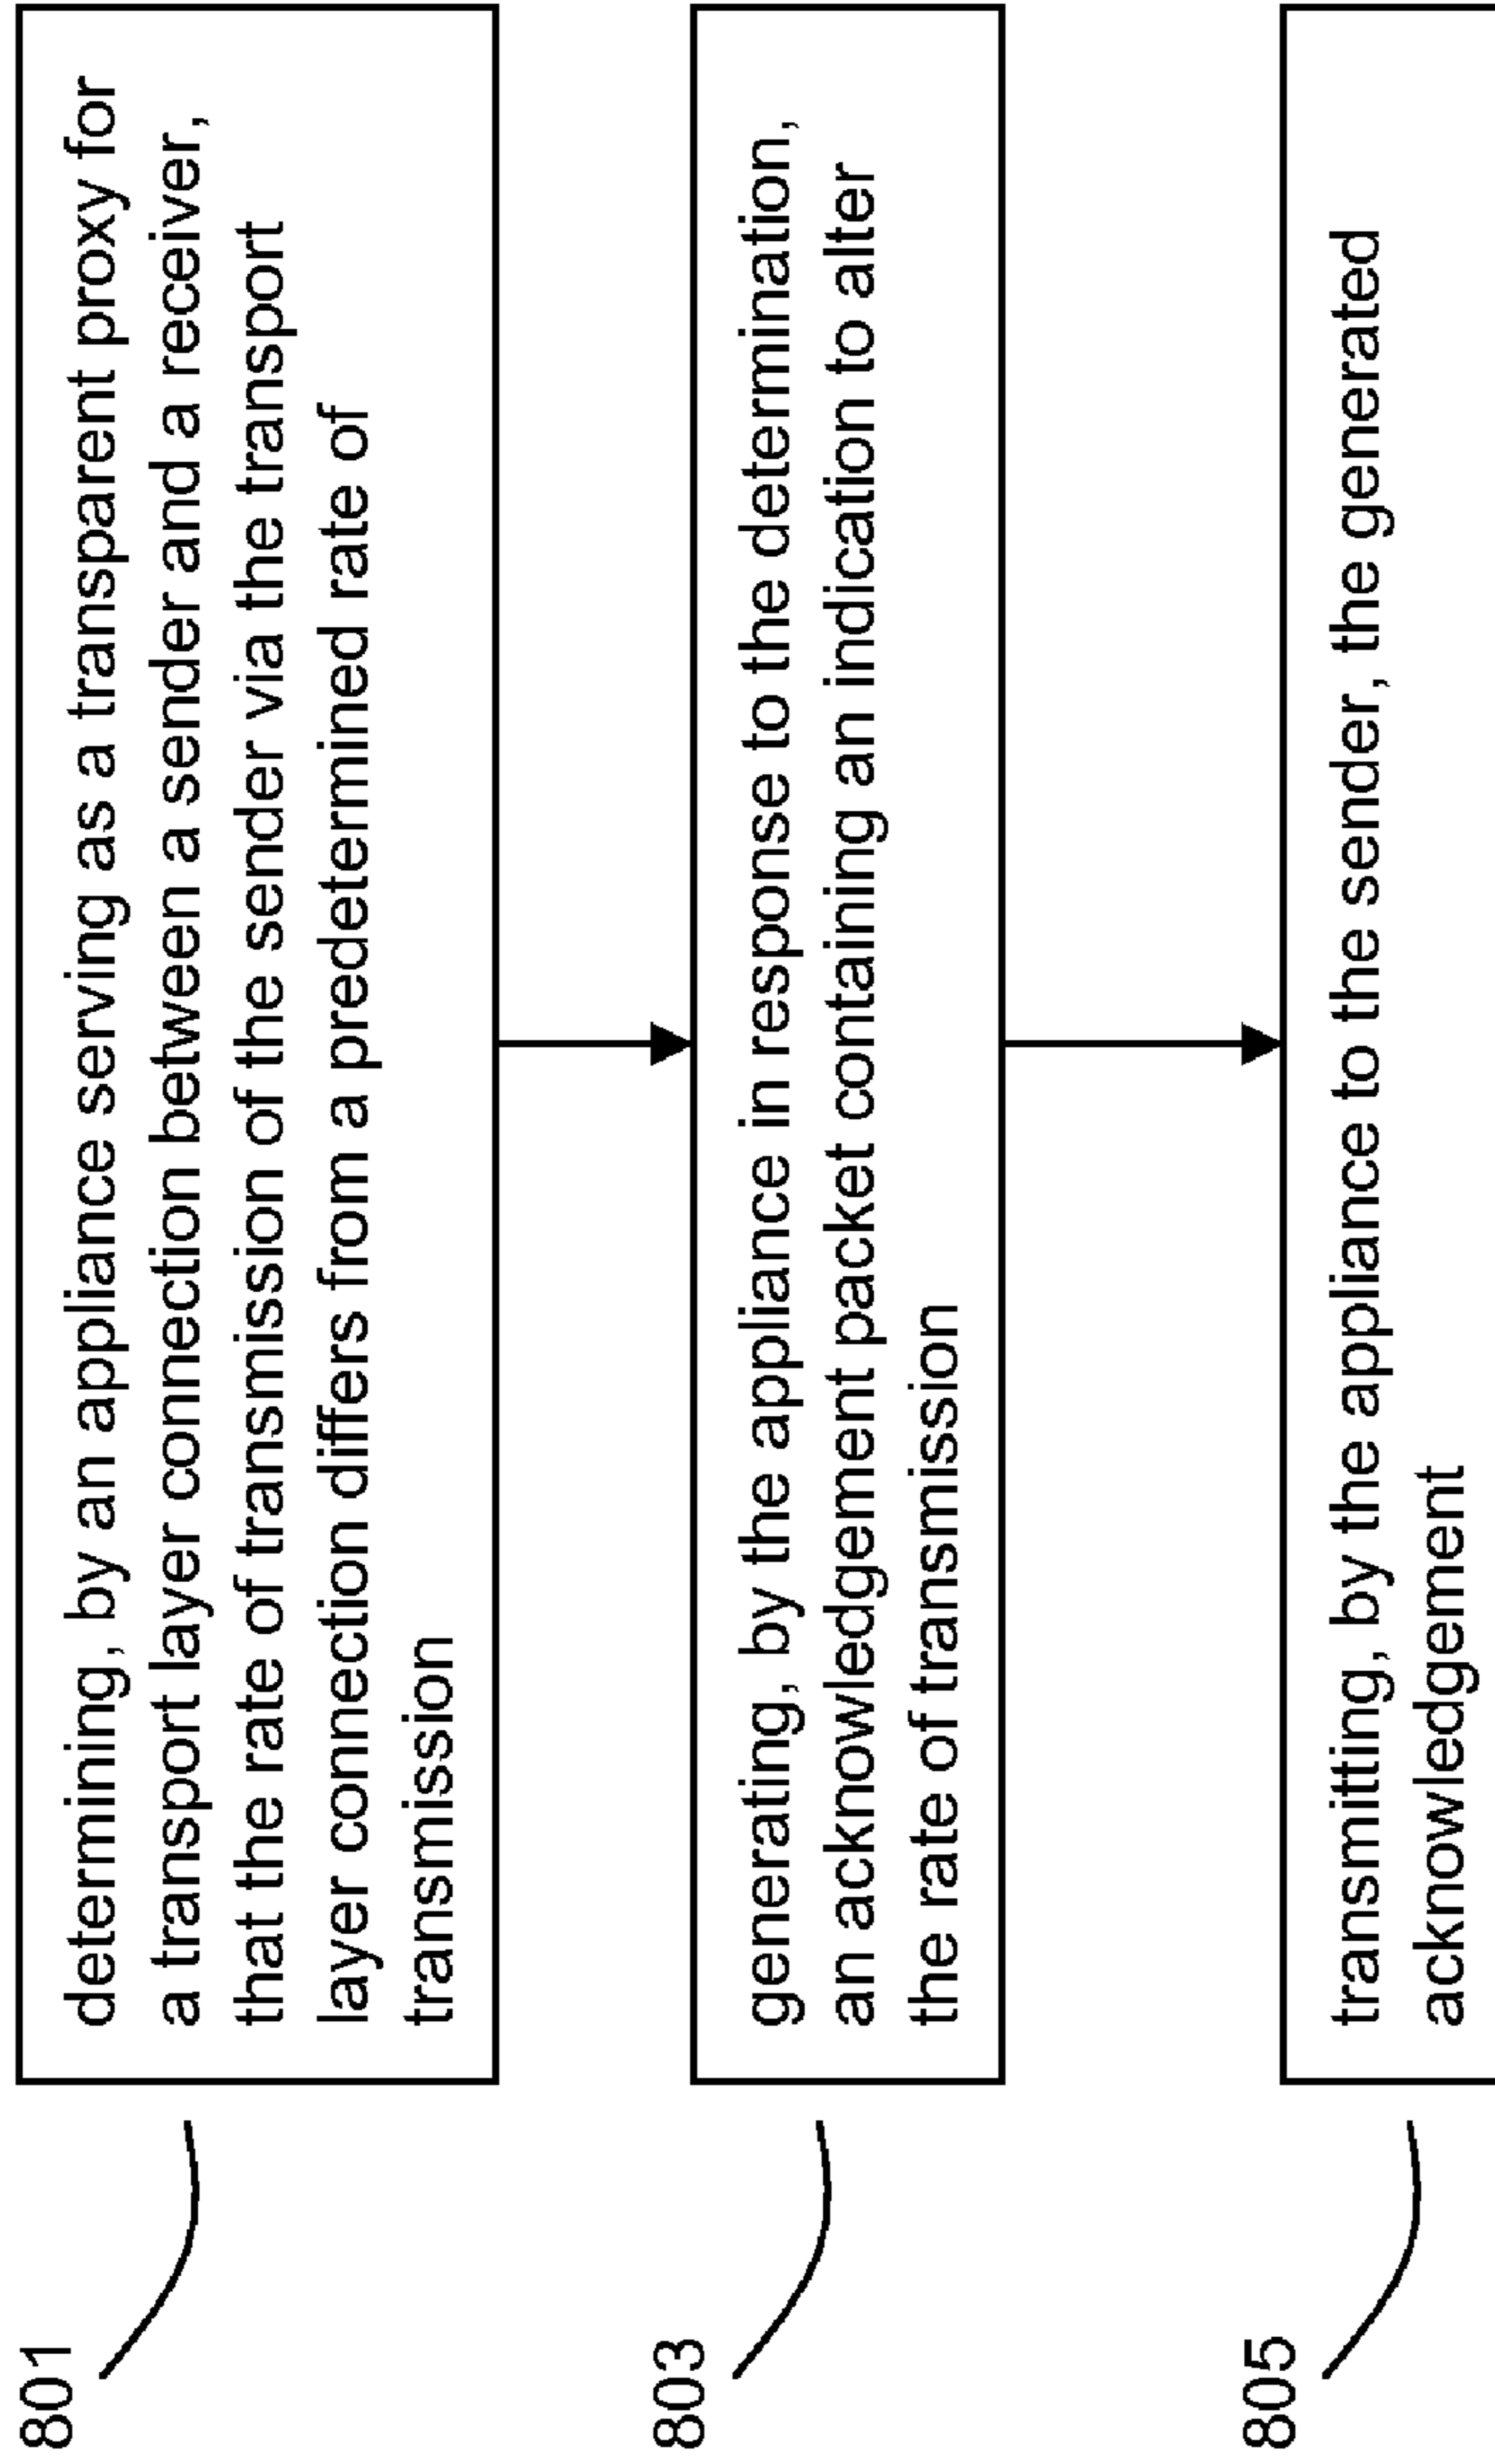 801
determining, by an appliance serving as a transparent proxy for
a transport layer connection between a sender and a receiver,
that the rate of transmission of the sender via the transport
layer connection differs from a predetermined rate of
transmission
803
generating, by the appliance in response to the determination,
an acknowledgement packet containing an indication to alter
the rate of transmission
805
transmitting, by the appliance to the sender, the generated
acknowledgement